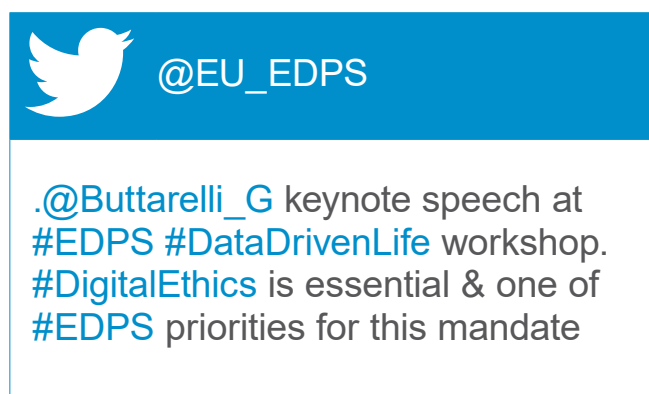 @EU_EDPS
.@Buttarelli_G keynote speech at
#EDPS #DataDrivenLife workshop.
#DigitalEthics is essential & one of
#EDPS priorities for this mandate